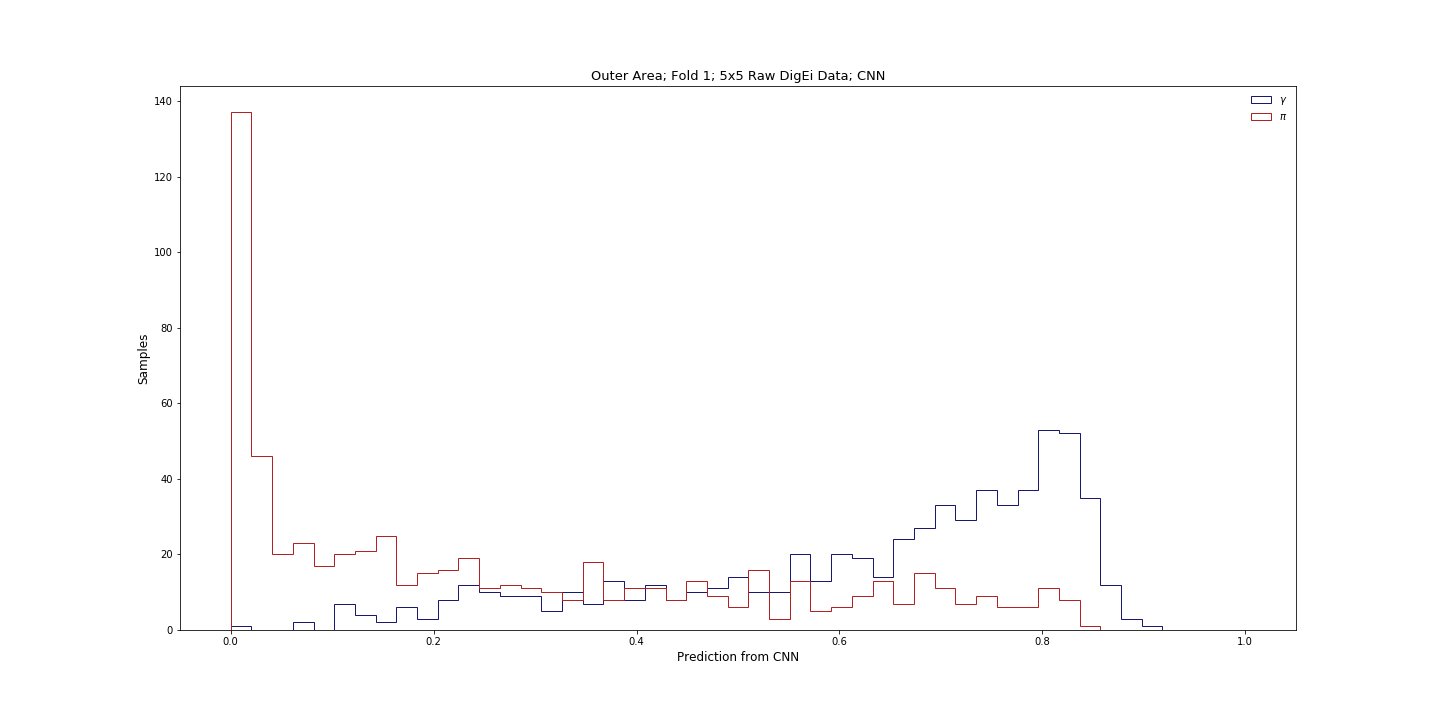 Outer Area; Fold 1; 5x5 Raw DigEi Data; CNN
γ
π
140
120
100
80
60
40
20
0
Samples
0.0 0.2 0.4 0.6 0.8 1.0
Prediction from CNN